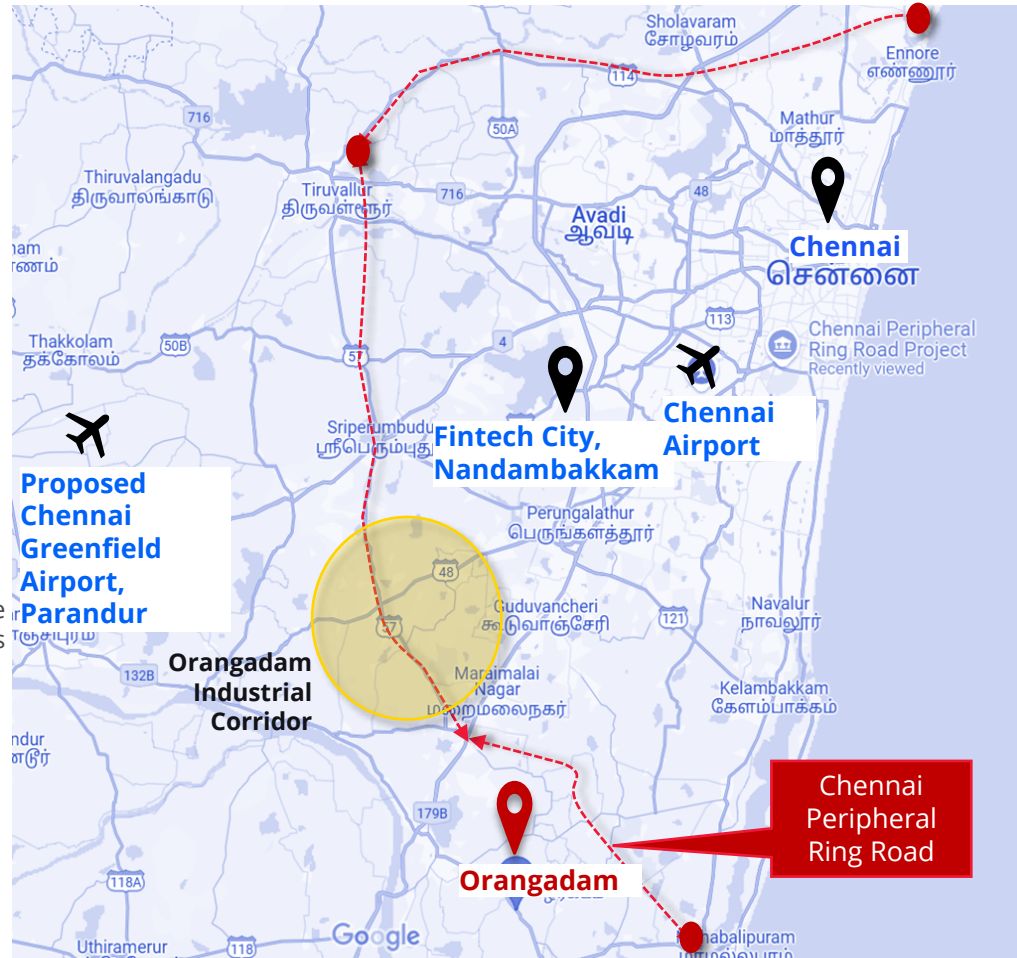 Sholavaram
சோழவரம்
Ennore
எண்ணூர்
114
716
50A
Mathur
மாத்தூர்
Thiruvalangadu
திருவாலங்காடு
Tiruvallur
திருவள்ளூர்
716
48
Avadi
ஆவடி
Chennai
சென்னை
113
Thakkolam
தக்கோலம்
50B
57
4
Chennai Peripheral
Ring Road Project
Recently viewed
Chennai
Airport
Fintech City,
Nandambakkam
Proposed
Chennai
Greenfield
Airport,
Parandur
Perungalathur
பெருங்களத்தூர்
48
Guduvancheri
கூடுவாஞ்சேரி
121
Navalur
நாவலூர்
132B
Orangadam
Industrial
Corridor
Maraimalai
Nagar
மறைமலைநகர்
Kelambakkam
கேளம்பாக்கம்
179B
Chennai
Peripheral
Ring Road
Orangadam
118A
Google
Uthiramerur
118